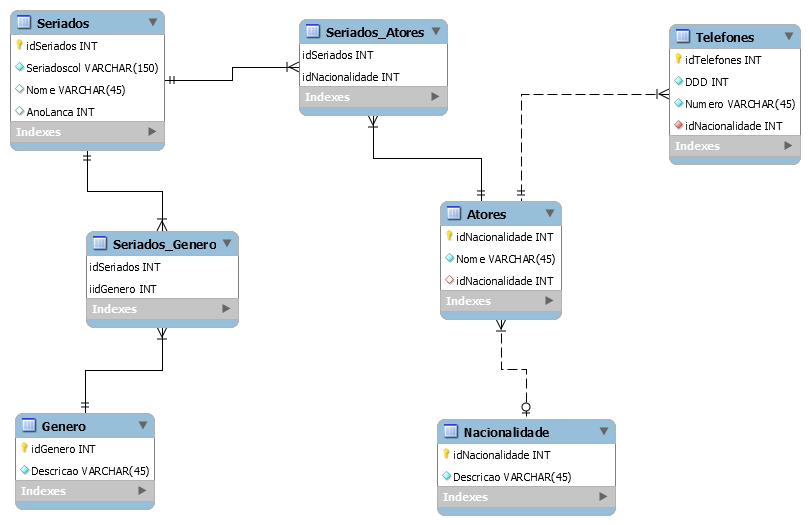 Seriados
idSeriados INT
Seriadoscol VARCHAR(150)
Nome VARCHAR(45)
AnoLanca INT
Indexes
Seriados_Atores
idSeriados INT
idNacionalidade INT
Indexes
Telefones
idTelefones INT
DDD INT
Numero VARCHAR(45)
idNacionalidade INT
Indexes
Seriados_Genero
idSeriados INT
iidGenero INT
Indexes
Atores
idNacionalidade INT
Nome VARCHAR(45)
idNacionalidade INT
Indexes
Genero
idGenero INT
Descricao VARCHAR(45)
Indexes
Nacionalidade
idNacionalidade INT
Descricao VARCHAR(45)
Indexes